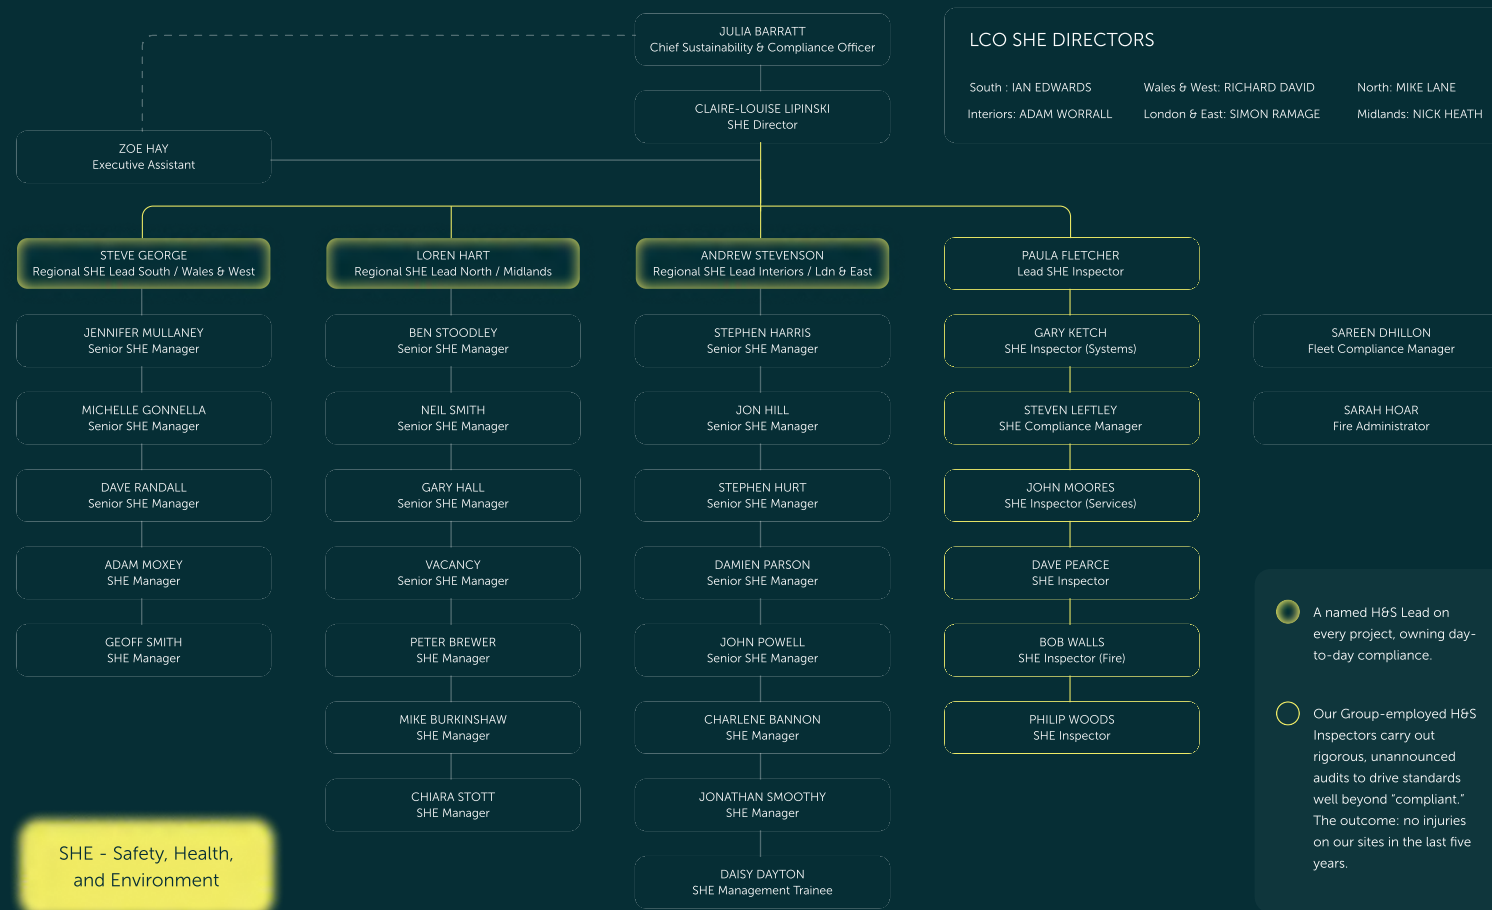 JULIA BARRATT
Chief Sustainability & Compliance Officer
CLAIRE-LOUISE LIPINSKI
SHE Director
LCO SHE DIRECTORS
South : IAN EDWARDS
Wales & West: RICHARD DAVID
North: MIKE LANE
Interiors: ADAM WORRALL
London & East: SIMON RAMAGE
Midlands: NICK HEATH
ZOE HAY
Executive Assistant
STEVE GEORGE
Regional SHE Lead South / Wales & West
JENNIFER MULLANEY
Senior SHE Manager
MICHELLE GONNELLA
Senior SHE Manager
DAVE RANDALL
Senior SHE Manager
ADAM MOXEY
SHE Manager
GEOFF SMITH
SHE Manager
LOREN HART
Regional SHE Lead North / Midlands
BEN STOODLEY
Senior SHE Manager
NEIL SMITH
Senior SHE Manager
GARY HALL
Senior SHE Manager
VACANCY
Senior SHE Manager
PETER BREWER
SHE Manager
MIKE BURKINSHAW
SHE Manager
CHIARA STOTT
SHE Manager
ANDREW STEVENSON
Regional SHE Lead Interiors / Ldn & East
STEPHEN HARRIS
Senior SHE Manager
JON HILL
Senior SHE Manager
STEPHEN HURT
Senior SHE Manager
DAMIEN PARSON
Senior SHE Manager
JOHN POWELL
Senior SHE Manager
CHARLENE BANNON
SHE Manager
JONATHAN SMOOTHY
SHE Manager
DAISY DAYTON
SHE Management Trainee
PAULA FLETCHER
Lead SHE Inspector
GARY KETCH
SHE Inspector (Systems)
STEVEN LEFTLEY
SHE Compliance Manager
JOHN MOORES
SHE Inspector (Services)
DAVE PEARCE
SHE Inspector
BOB WALLS
SHE Inspector (Fire)
PHILIP WOODS
SHE Inspector
SAREEN DHILLON
Fleet Compliance Manager
SARAH HOAR
Fire Administrator
A named H&S Lead on
every project, owning day-
to-day compliance.
Our Group-employed H&S
Inspectors carry out
rigorous, unannounced
audits to drive standards
well beyond “compliant.”
The outcome: no injuries
on our sites in the last five
years.
SHE - Safety, Health,
and Environment